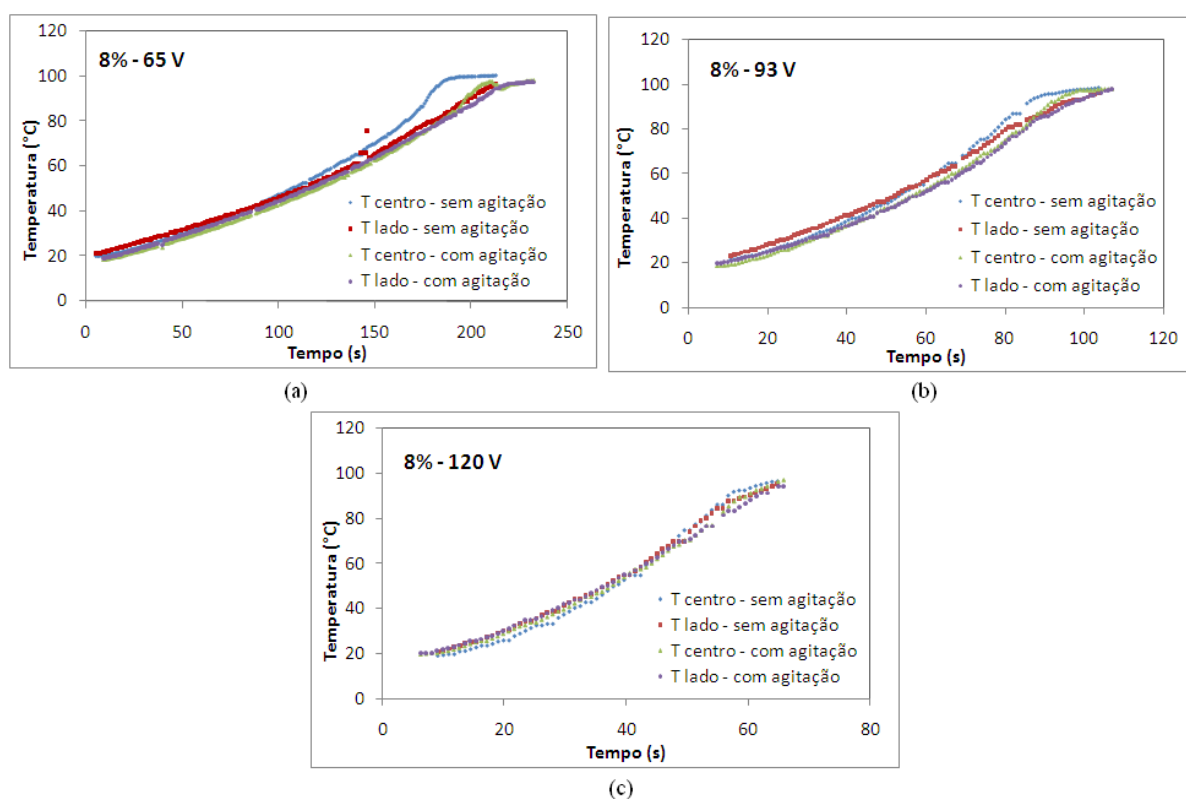 8% - 65 V
Temperatura (°C)
120
100
80
60
40
20
0
T centro - sem agitação
T lado - sem agitação
T centro - com agitação
T lado - com agitação
0 50 100 150 200 250
Tempo (s)
(a)
8% - 93 V
Temperatura (°C)
120
100
80
60
40
20
0
T centro - sem agitação
T lado - sem agitação
T centro - com agitação
T lado - com agitação
0 20 40 60 80 100 120
Tempo (s)
(b)
8% - 120 V
Temperatura (°C)
120
100
80
60
40
20
0
T centro - sem agitação
T lado - sem agitação
T centro - com agitação
T lado - com agitação
0 20 40 60 80
Tempo (s)
(c)